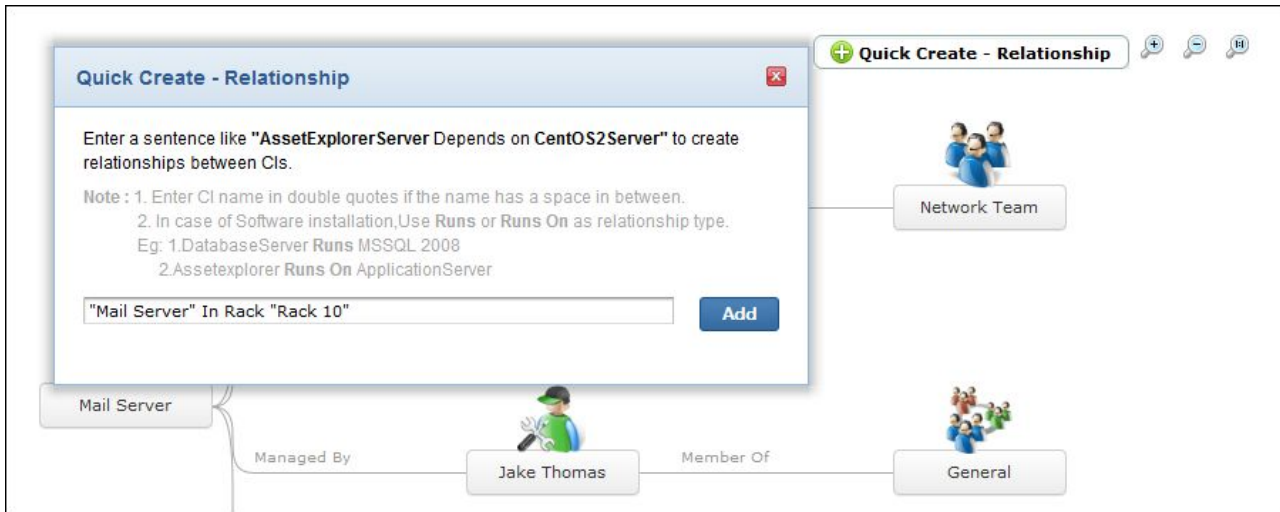 Quick Create - Relationship
Quick Create - Relationship
Enter a sentence like "AssetExplorerServer Depends on CentOS2Server" to create
relationships between CIs.
Note : 1. Enter CI name in double quotes if the name has a space in between.
2. In case of Software installation,Use Runs or Runs On as relationship type.
Eg: 1.DatabaseServer Runs MSSQL 2008
2.Assetexplorer Runs On ApplicationServer
"Mail Server" In Rack "Rack 10"
Add
Network Team
Mail Server
Managed By
Jake Thomas
Member Of
General